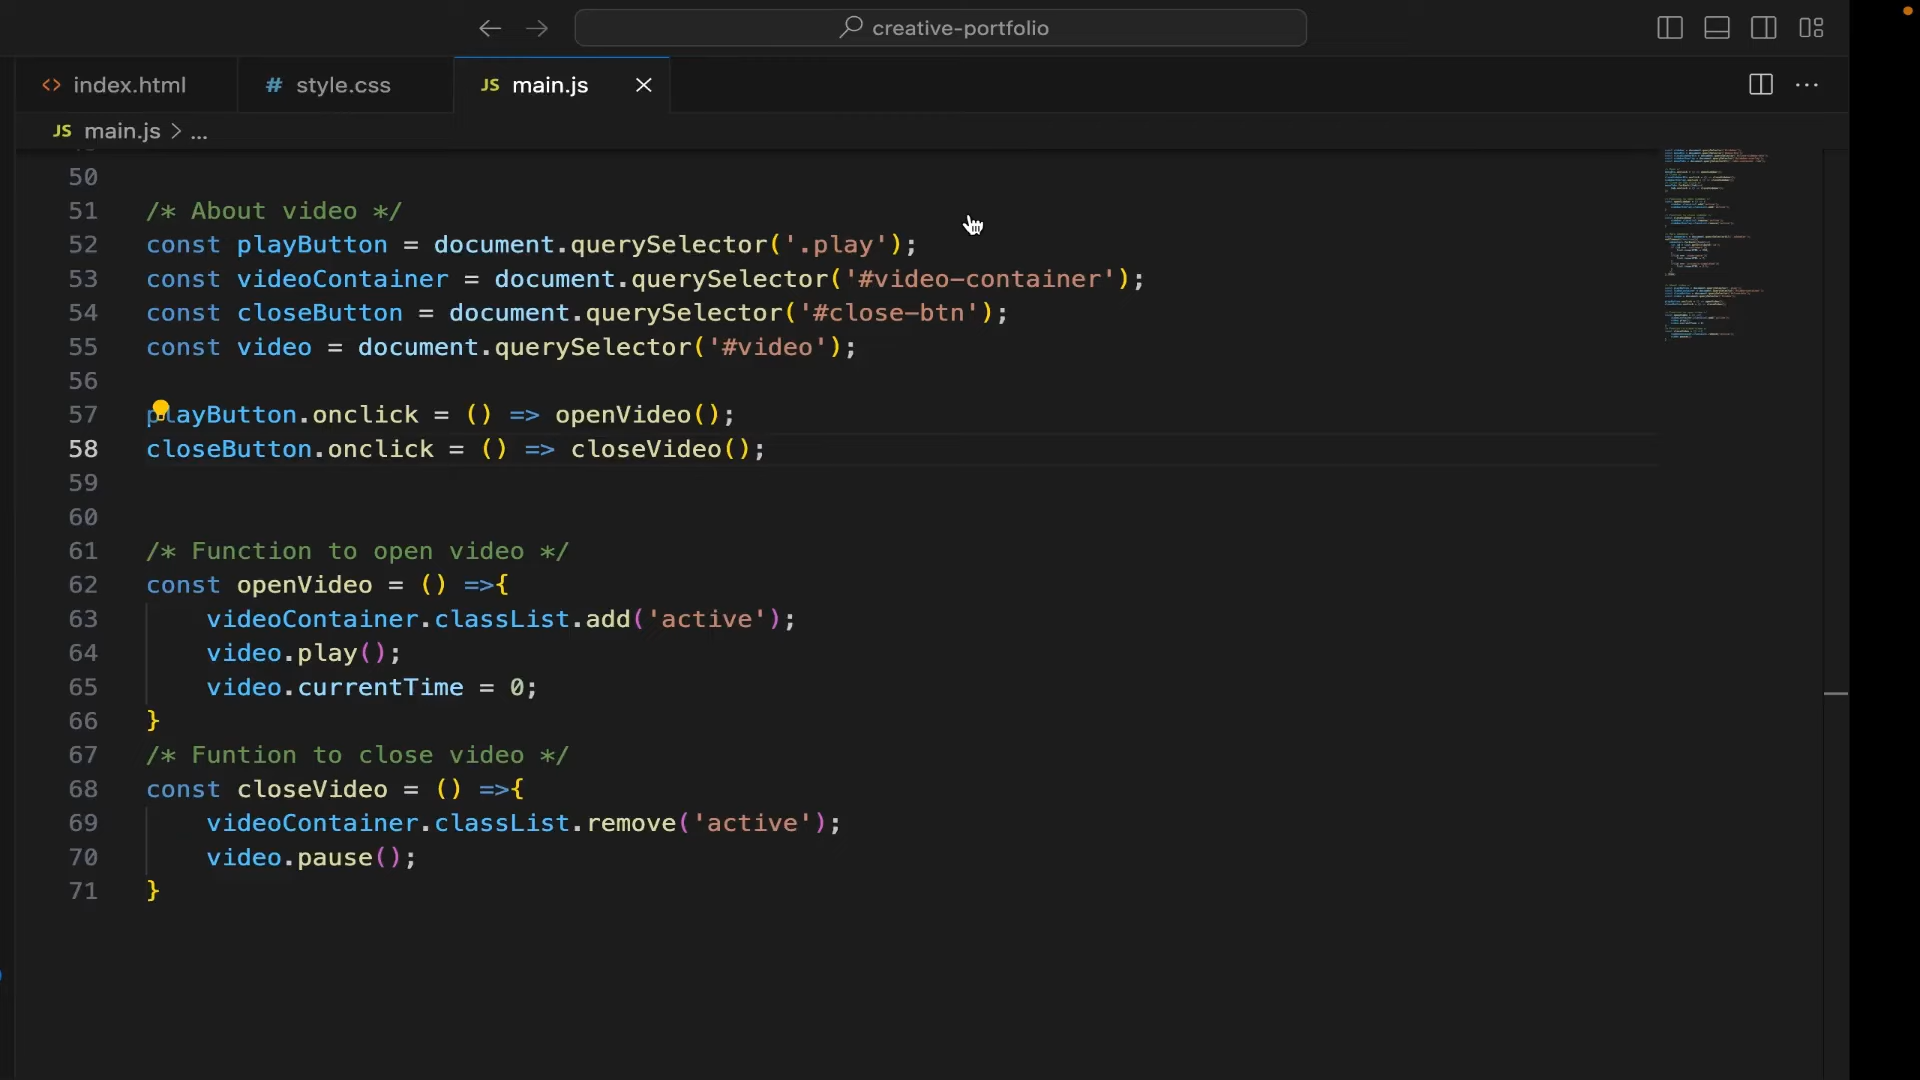 creative-portfolio
index.html
# style.css
JS main.js
JS main.js > ...
50
51 /* About video */
52 const playButton = document.querySelector('.play');
53 const videoContainer = document.querySelector('#video-container');
54 const closeButton = document.querySelector('#close-btn');
55 const video = document.querySelector('#video');
56
57 playButton.onclick = () => openVideo();
58 closeButton.onclick = () => closeVideo();
59
60
61 /* Function to open video */
62 const openVideo = () =>{
63 videoContainer.classList.add('active');
64 video.play();
65 video.currentTime = 0;
66 }
67 /* Funtion to close video */
68 const closeVideo = () =>{
69 videoContainer.classList.remove('active');
70 video.pause();
71 }